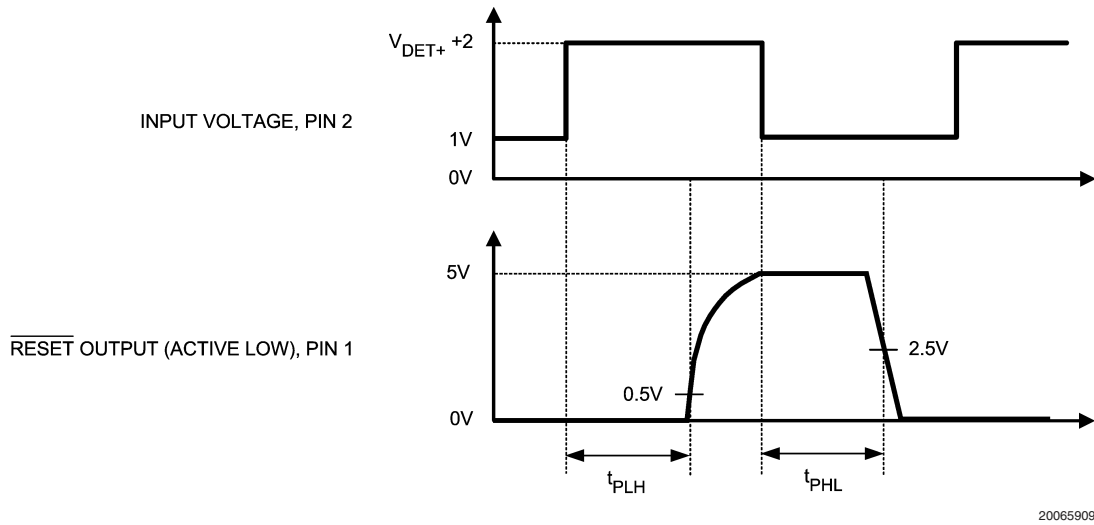 V_DET+ +2
INPUT VOLTAGE, PIN 2
1V
0V
5V
RESET OUTPUT (ACTIVE LOW), PIN 1
2.5V
0.5V
0V
t_PLH
t_PHL
20065909